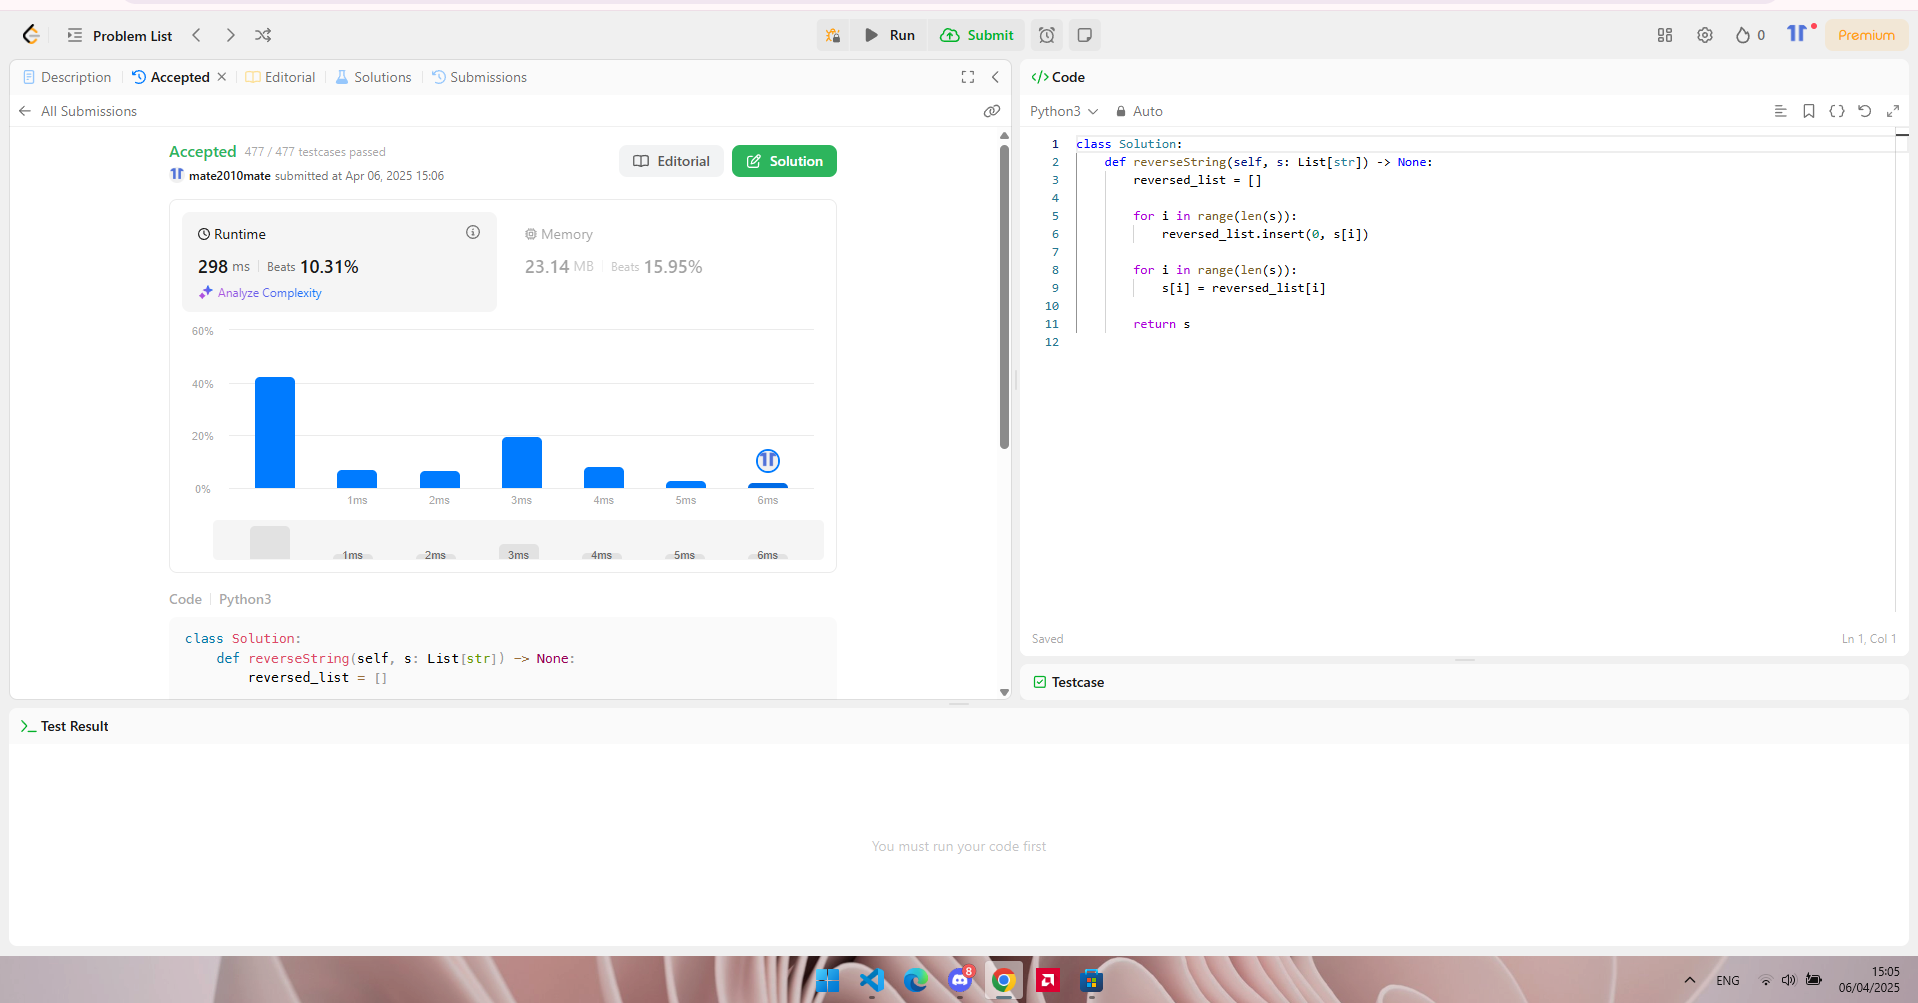 Problem List
Run
Submit
0
Premium
Description
Accepted
Editorial
Solutions
Submissions
All Submissions
Accepted 477 / 477 testcases passed
mate2010mate submitted at Apr 06, 2025 15:06
Editorial
Solution
Runtime
298 ms Beats 10.31%
Analyze Complexity
Memory
23.14 MB Beats 15.95%
60%
40%
20%
0%
1ms 2ms 3ms 4ms 5ms 6ms
1ms 2ms 3ms 4ms 5ms 6ms
Code Python3
class Solution:
    def reverseString(self, s: List[str]) -> None:
        reversed_list = []
Code
Python3 Auto
1 class Solution:
2     def reverseString(self, s: List[str]) -> None:
3         reversed_list = []
4
5         for i in range(len(s)):
6             reversed_list.insert(0, s[i])
7
8         for i in range(len(s)):
9             s[i] = reversed_list[i]
10
11         return s
12
Saved
Ln 1, Col 1
Testcase
Test Result
You must run your code first
8
ENG
15:05
06/04/2025